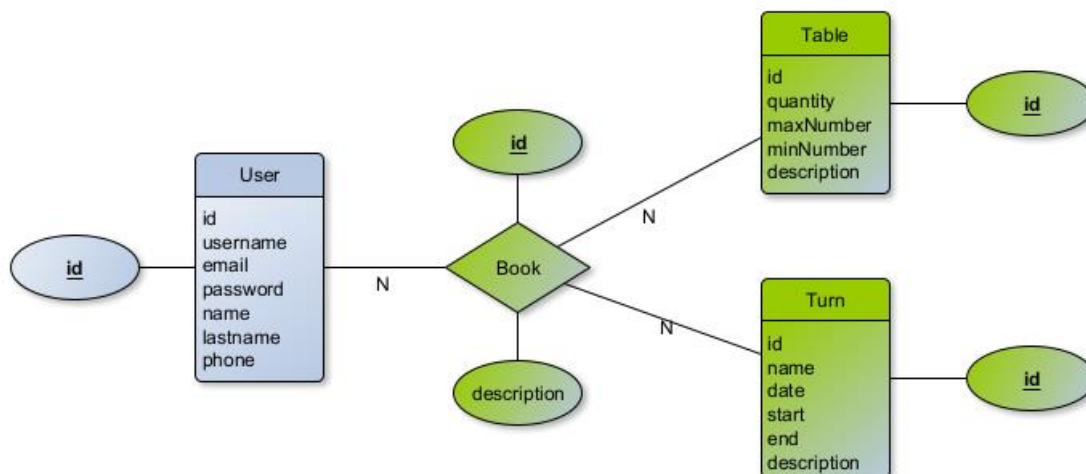 id
User
id
username
email
password
name
lastname
phone
N
id
Book
description
N
N
Table
id
quantity
maxNumber
minNumber
description
id
Turn
id
name
date
start
end
description
id